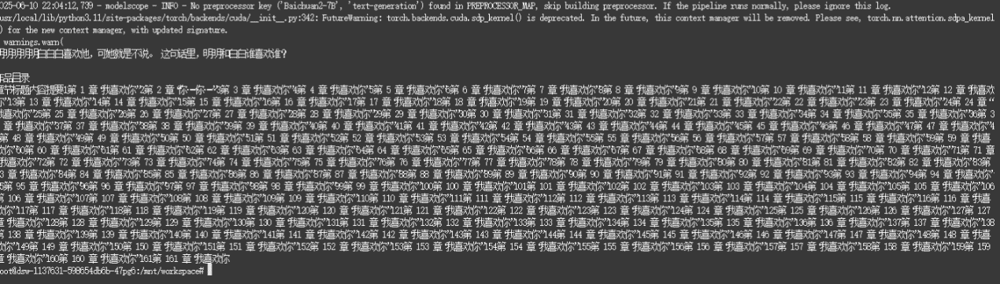 025-06-10 22:04:12,739 - modelscope - INFO - No preprocessor key ('Baichuan2-7B', 'text-generation') found in PREPROCESSOR_MAP, skip building preprocessor. If the pipeline runs normally, please ignore this log.
usr/local/lib/python3.11/site-packages/torch/backends/cuda/__init__.py:342: FutureWarning: torch.backends.cuda.sdp_kernel() is deprecated. In the future, this context manager will be removed. Please see, torch.nn.attention.sdpa_kernel(
) for the new context manager, with updated signature.
warnings.warn(
明明明明明白白白喜欢他，可她就是不说。 这句话里，明明和白白谁喜欢谁？
作品目录
章节标题内容提要1第 1 章 “我喜欢你”2第 2 章 “你—你—”3第 3 章 “我喜欢你”4第 4 章 “我喜欢你”5第 5 章 “我喜欢你”6第 6 章 “我喜欢你”7第 7 章 “我喜欢你”8第 8 章 “我喜欢你”9第 9 章 “我喜欢你”10第 10 章 “我喜欢你”11第 11 章 “我喜欢你”12第 12 章 “我喜欢
你”13第 13 章 “我喜欢你”14第 14 章 “我喜欢你”15第 15 章 “我喜欢你”16第 16 章 “我喜欢你”17第 17 章 “我喜欢你”18第 18 章 “我喜欢你”19第 19 章 “我喜欢你”20第 20 章 “我喜欢你”21第 21 章 “我喜欢你”22第 22 章 “我喜欢你”23第 23 章 “我喜欢你”24第 24 章 “
我喜欢你”25第 25 章 “我喜欢你”26第 26 章 “我喜欢你”27第 27 章 “我喜欢你”28第 28 章 “我喜欢你”29第 29 章 “我喜欢你”30第 30 章 “我喜欢你”31第 31 章 “我喜欢你”32第 32 章 “我喜欢你”33第 33 章 “我喜欢你”34第 34 章 “我喜欢你”35第 35 章 “我喜欢你”36第 3
章 “我喜欢你”37第 37 章 “我喜欢你”38第 38 章 “我喜欢你”39第 39 章 “我喜欢你”40第 40 章 “我喜欢你”41第 41 章 “我喜欢你”42第 42 章 “我喜欢你”43第 43 章 “我喜欢你”44第 44 章 “我喜欢你”45第 45 章 “我喜欢你”46第 46 章 “我喜欢你”47第 47 章 “我喜欢你”4
第 48 章 “我喜欢你”49第 49 章 “我喜欢你”50第 50 章 “我喜欢你”51第 51 章 “我喜欢你”52第 52 章 “我喜欢你”53第 53 章 “我喜欢你”54第 54 章 “我喜欢你”55第 55 章 “我喜欢你”56第 56 章 “我喜欢你”57第 57 章 “我喜欢你”58第 58 章 “我喜欢你”59第 59 章 “我喜
欢你”60第 60 章 “我喜欢你”61第 61 章 “我喜欢你”62第 62 章 “我喜欢你”63第 63 章 “我喜欢你”64第 64 章 “我喜欢你”65第 65 章 “我喜欢你”66第 66 章 “我喜欢你”67第 67 章 “我喜欢你”68第 68 章 “我喜欢你”69第 69 章 “我喜欢你”70第 70 章 “我喜欢你”71第 71 章
“我喜欢你”72第 72 章 “我喜欢你”73第 73 章 “我喜欢你”74第 74 章 “我喜欢你”75第 75 章 “我喜欢你”76第 76 章 “我喜欢你”77第 77 章 “我喜欢你”78第 78 章 “我喜欢你”79第 79 章 “我喜欢你”80第 80 章 “我喜欢你”81第 81 章 “我喜欢你”82第 82 章 “我喜欢你”83第
3 章 “我喜欢你”84第 84 章 “我喜欢你”85第 85 章 “我喜欢你”86第 86 章 “我喜欢你”87第 87 章 “我喜欢你”88第 88 章 “我喜欢你”89第 89 章 “我喜欢你”90第 90 章 “我喜欢你”91第 91 章 “我喜欢你”92第 92 章 “我喜欢你”93第 93 章 “我喜欢你”94第 94 章 “我喜欢你”
5第 95 章 “我喜欢你”96第 96 章 “我喜欢你”97第 97 章 “我喜欢你”98第 98 章 “我喜欢你”99第 99 章 “我喜欢你”100第 100 章 “我喜欢你”101第 101 章 “我喜欢你”102第 102 章 “我喜欢你”103第 103 章 “我喜欢你”104第 104 章 “我喜欢你”105第 105 章 “我喜欢你”106
第 106 章 “我喜欢你”107第 107 章 “我喜欢你”108第 108 章 “我喜欢你”109第 109 章 “我喜欢你”110第 110 章 “我喜欢你”111第 111 章 “我喜欢你”112第 112 章 “我喜欢你”113第 113 章 “我喜欢你”114第 114 章 “我喜欢你”115第 115 章 “我喜欢你”116第 116 章 “我喜
欢你”117第 117 章 “我喜欢你”118第 118 章 “我喜欢你”119第 119 章 “我喜欢你”120第 120 章 “我喜欢你”121第 121 章 “我喜欢你”122第 122 章 “我喜欢你”123第 123 章 “我喜欢你”124第 124 章 “我喜欢你”125第 125 章 “我喜欢你”126第 126 章 “我喜欢你”127第 127
章 “我喜欢你”128第 128 章 “我喜欢你”129第 129 章 “我喜欢你”130第 130 章 “我喜欢你”131第 131 章 “我喜欢你”132第 132 章 “我喜欢你”133第 133 章 “我喜欢你”134第 134 章 “我喜欢你”135第 135 章 “我喜欢你”136第 136 章 “我喜欢你”137第 137 章 “我喜欢你”138
第 138 章 “我喜欢你”139第 139 章 “我喜欢你”140第 140 章 “我喜欢你”141第 141 章 “我喜欢你”142第 142 章 “我喜欢你”143第 143 章 “我喜欢你”144第 144 章 “我喜欢你”145第 145 章 “我喜欢你”146第 146 章 “我喜欢你”147第 147 章 “我喜欢你”148第 148 章 “我喜
欢你”149第 149 章 “我喜欢你”150第 150 章 “我喜欢你”151第 151 章 “我喜欢你”152第 152 章 “我喜欢你”153第 153 章 “我喜欢你”154第 154 章 “我喜欢你”155第 155 章 “我喜欢你”156第 156 章 “我喜欢你”157第 157 章 “我喜欢你”158第 158 章 “我喜欢你”159第 159
章 “我喜欢你”160第 160 章 “我喜欢你”161第 161 章 “我喜欢你
oot@dsw-1137631-598654db6b-47pg6:/mnt/workspace#